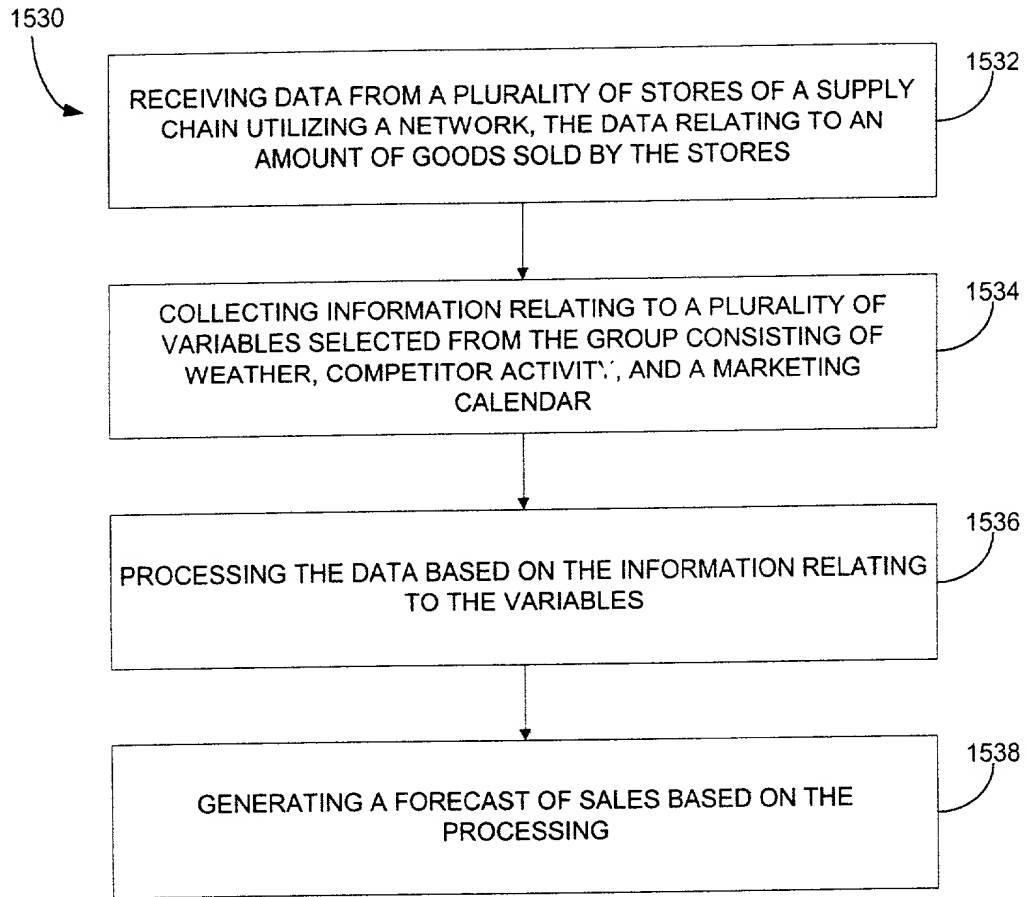 1530
1532
RECEIVING DATA FROM A PLURALITY OF STORES OF A SUPPLY
CHAIN UTILIZING A NETWORK, THE DATA RELATING TO AN
AMOUNT OF GOODS SOLD BY THE STORES
1534
COLLECTING INFORMATION RELATING TO A PLURALITY OF
VARIABLES SELECTED FROM THE GROUP CONSISTING OF
WEATHER, COMPETITOR ACTIVITY, AND A MARKETING
CALENDAR
1536
PROCESSING THE DATA BASED ON THE INFORMATION RELATING
TO THE VARIABLES
1538
GENERATING A FORECAST OF SALES BASED ON THE
PROCESSING